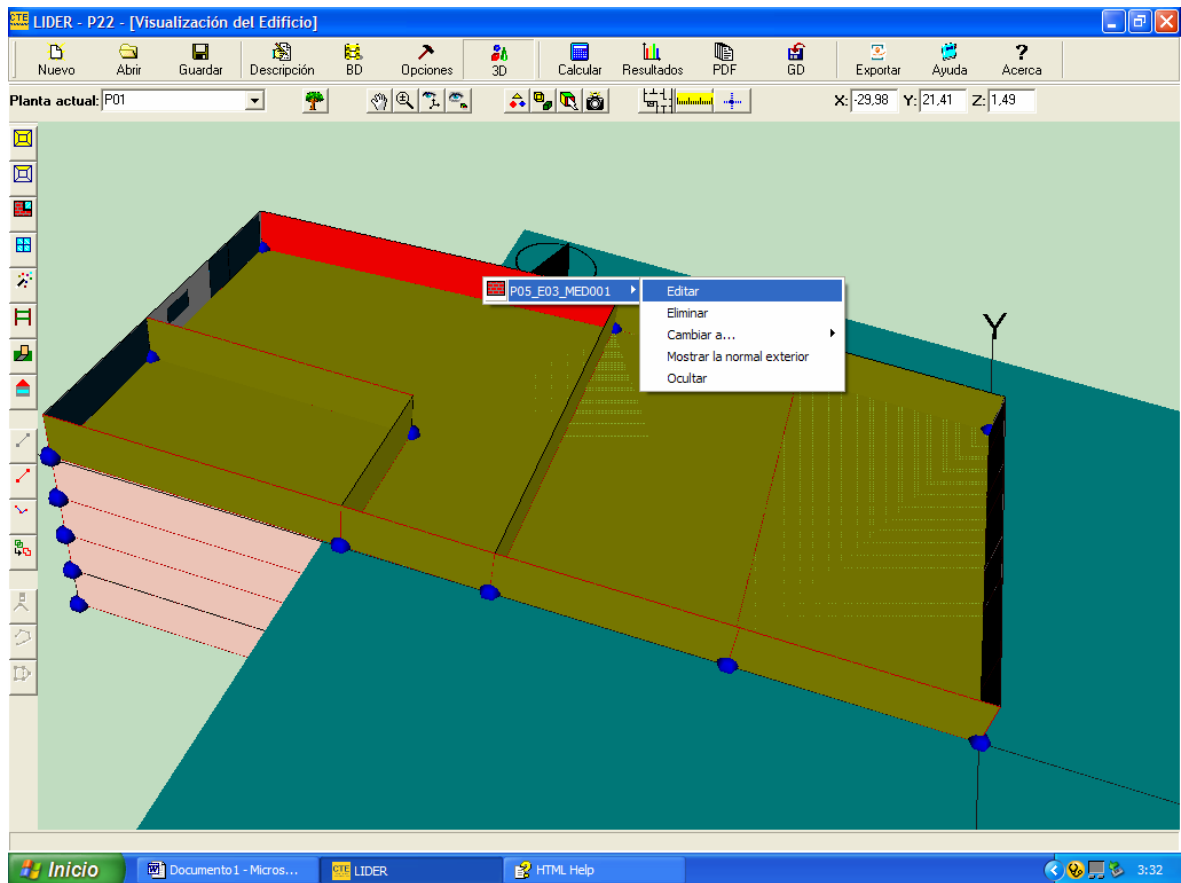 CTE LIDER - P22 - [Visualización del Edificio]
Nuevo Abrir Guardar Descripción BD Opciones 3D Calcular Resultados PDF GD Exportar Ayuda Acerca
Planta actual: P01 X: -29,98 Y: 21,41 Z: 1,49
P05_E03_MED001
Editar
Eliminar
Cambiar a...
Mostrar la normal exterior
Ocultar
Y
Inicio Documento1 - Micros... CTE LIDER HTML Help 3:32